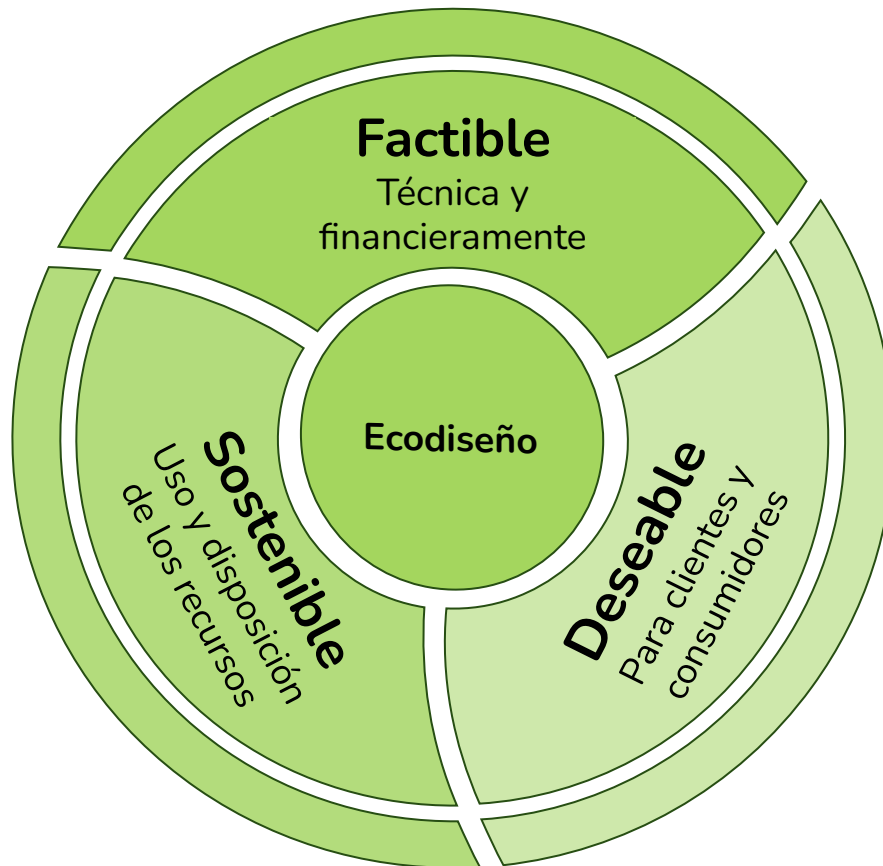 Factible
Técnica y
financieramente
Ecodiseño
Sostenible
Uso y disposición
de los recursos
Deseable
Para clientes y
consumidores